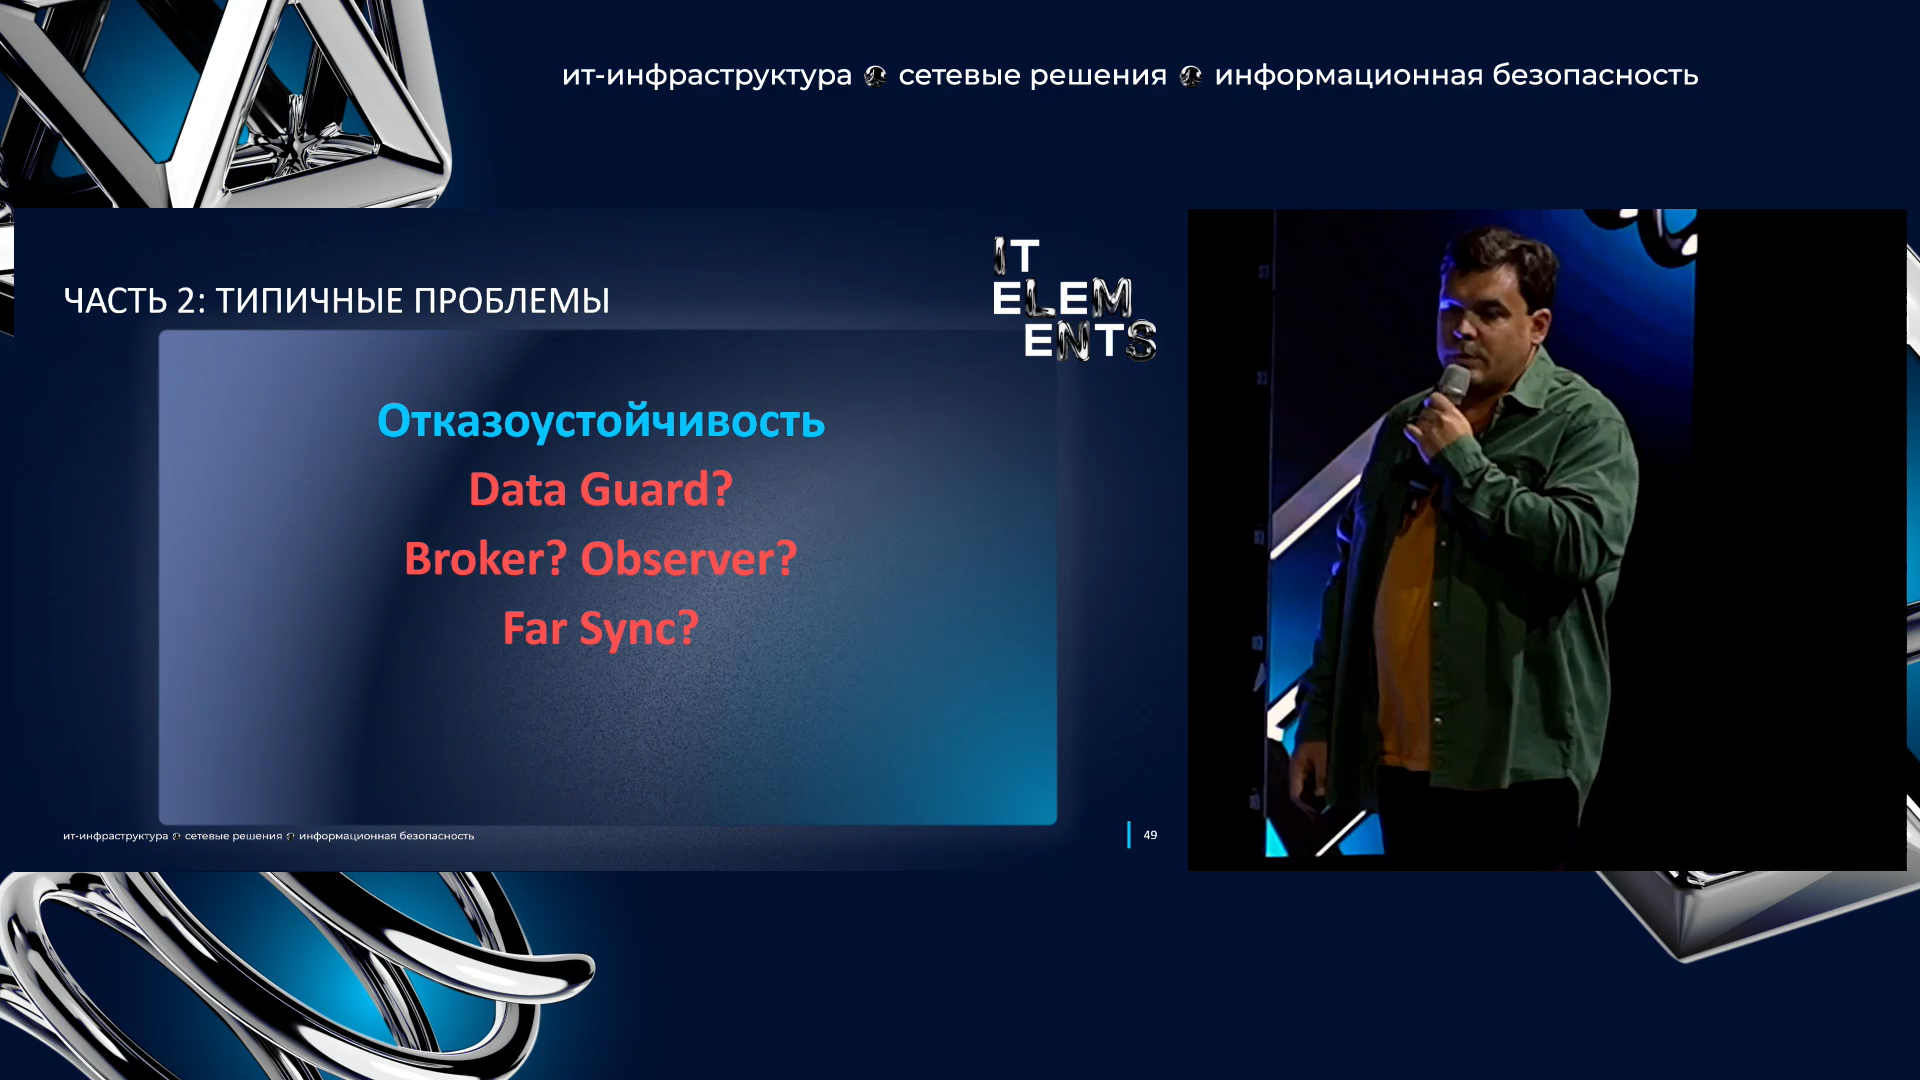 ит-инфраструктура сетевые решения информационная безопасность
IT
ELEM
ENTS
ЧАСТЬ 2: ТИПИЧНЫЕ ПРОБЛЕМЫ
Отказоустойчивость
Data Guard?
Broker? Observer?
Far Sync?
ит-инфраструктура сетевые решения информационная безопасность
49